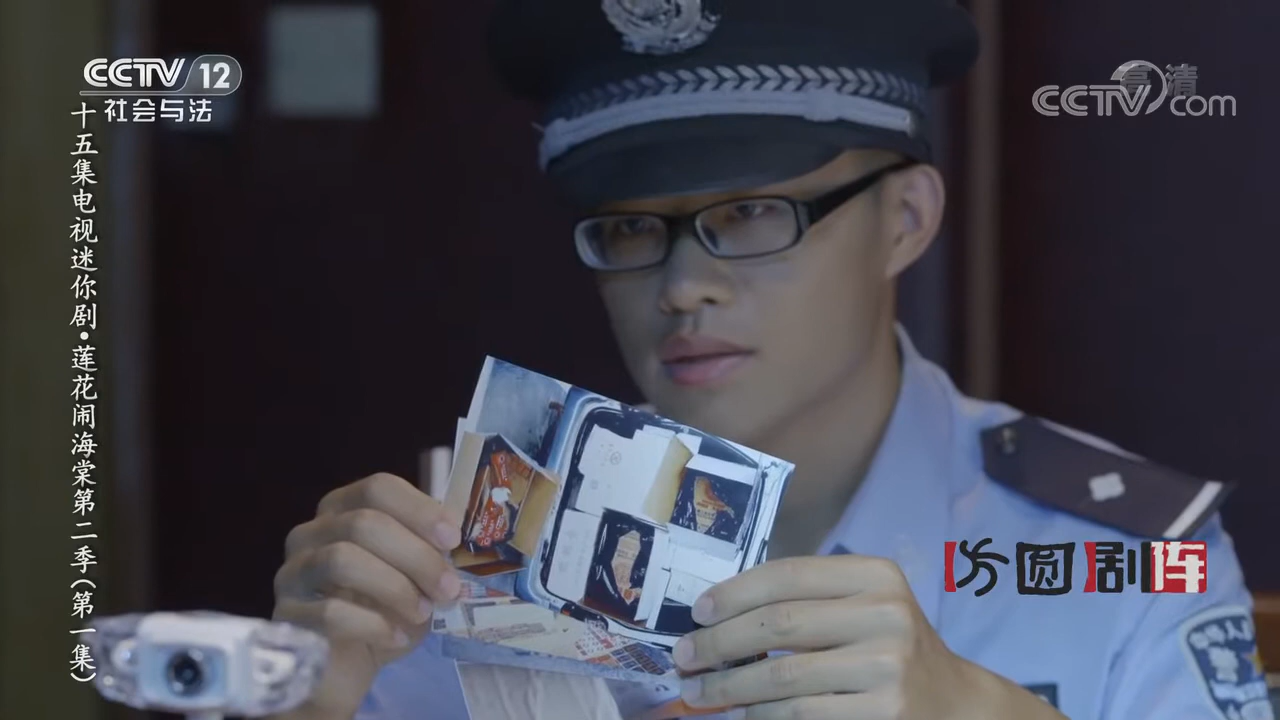 CCTV 12
社会与法
高清
CCTV.com
十五集电视迷你剧·莲花闹海棠第二季(第一集)
方圆剧阵